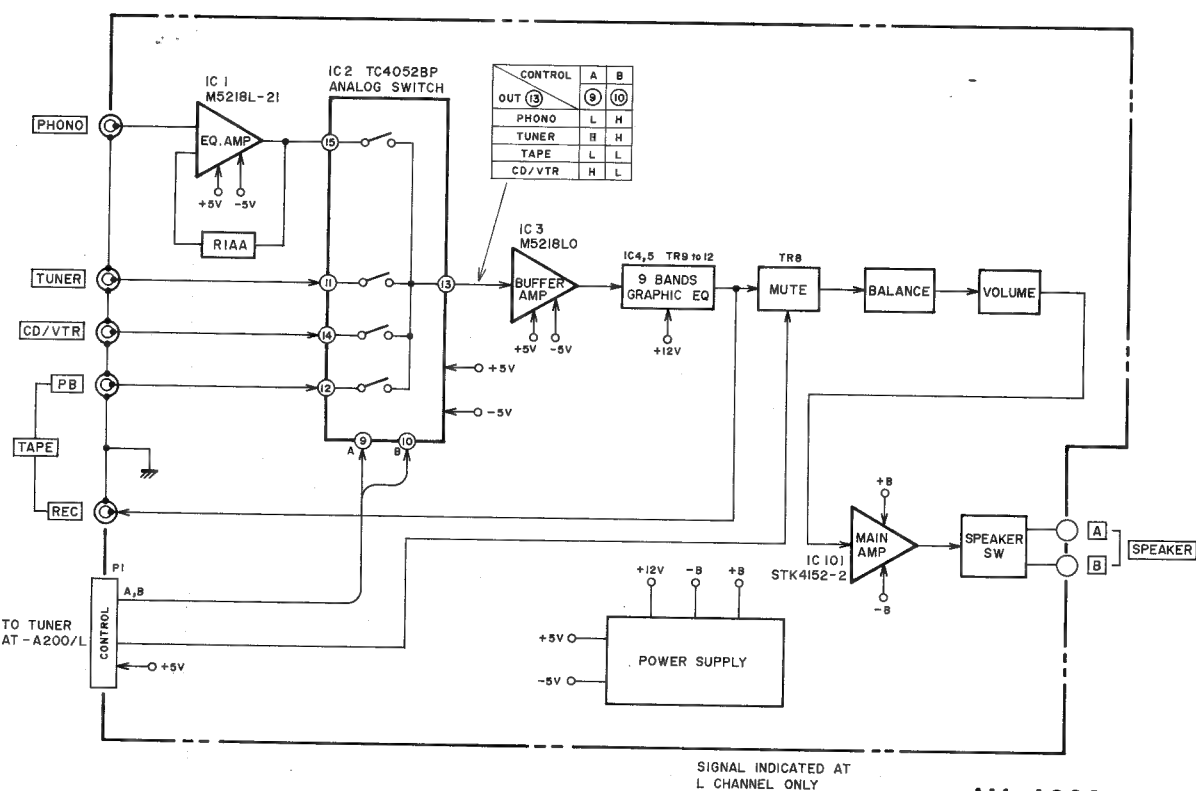 IC 1
M5218L-21
EQ. AMP
+5V
-5V
RIAA
IC 2 TC4052BP
ANALOG SWITCH
15
11
14
12
13
9
10
A
B
+5V
-5V
CONTROL A B
OUT 13 9 10
PHONO L H
TUNER H H
TAPE L L
CD/VTR H L
PHONO
TUNER
CD/VTR
PB
TAPE
REC
IC 3
M5218LO
BUFFER
AMP
+5V
-5V
IC4,5 TR9 to 12
9 BANDS
GRAPHIC EQ
+12V
TR8
MUTE
BALANCE
VOLUME
+B
MAIN
AMP
-B
IC 101
STK4152-2
SPEAKER
SW
A
B
SPEAKER
P1
A,B
CONTROL
+5V
TO TUNER
AT-A200/L
+12V
-B
+B
+5V
-5V
POWER SUPPLY
SIGNAL INDICATED AT
L CHANNEL ONLY